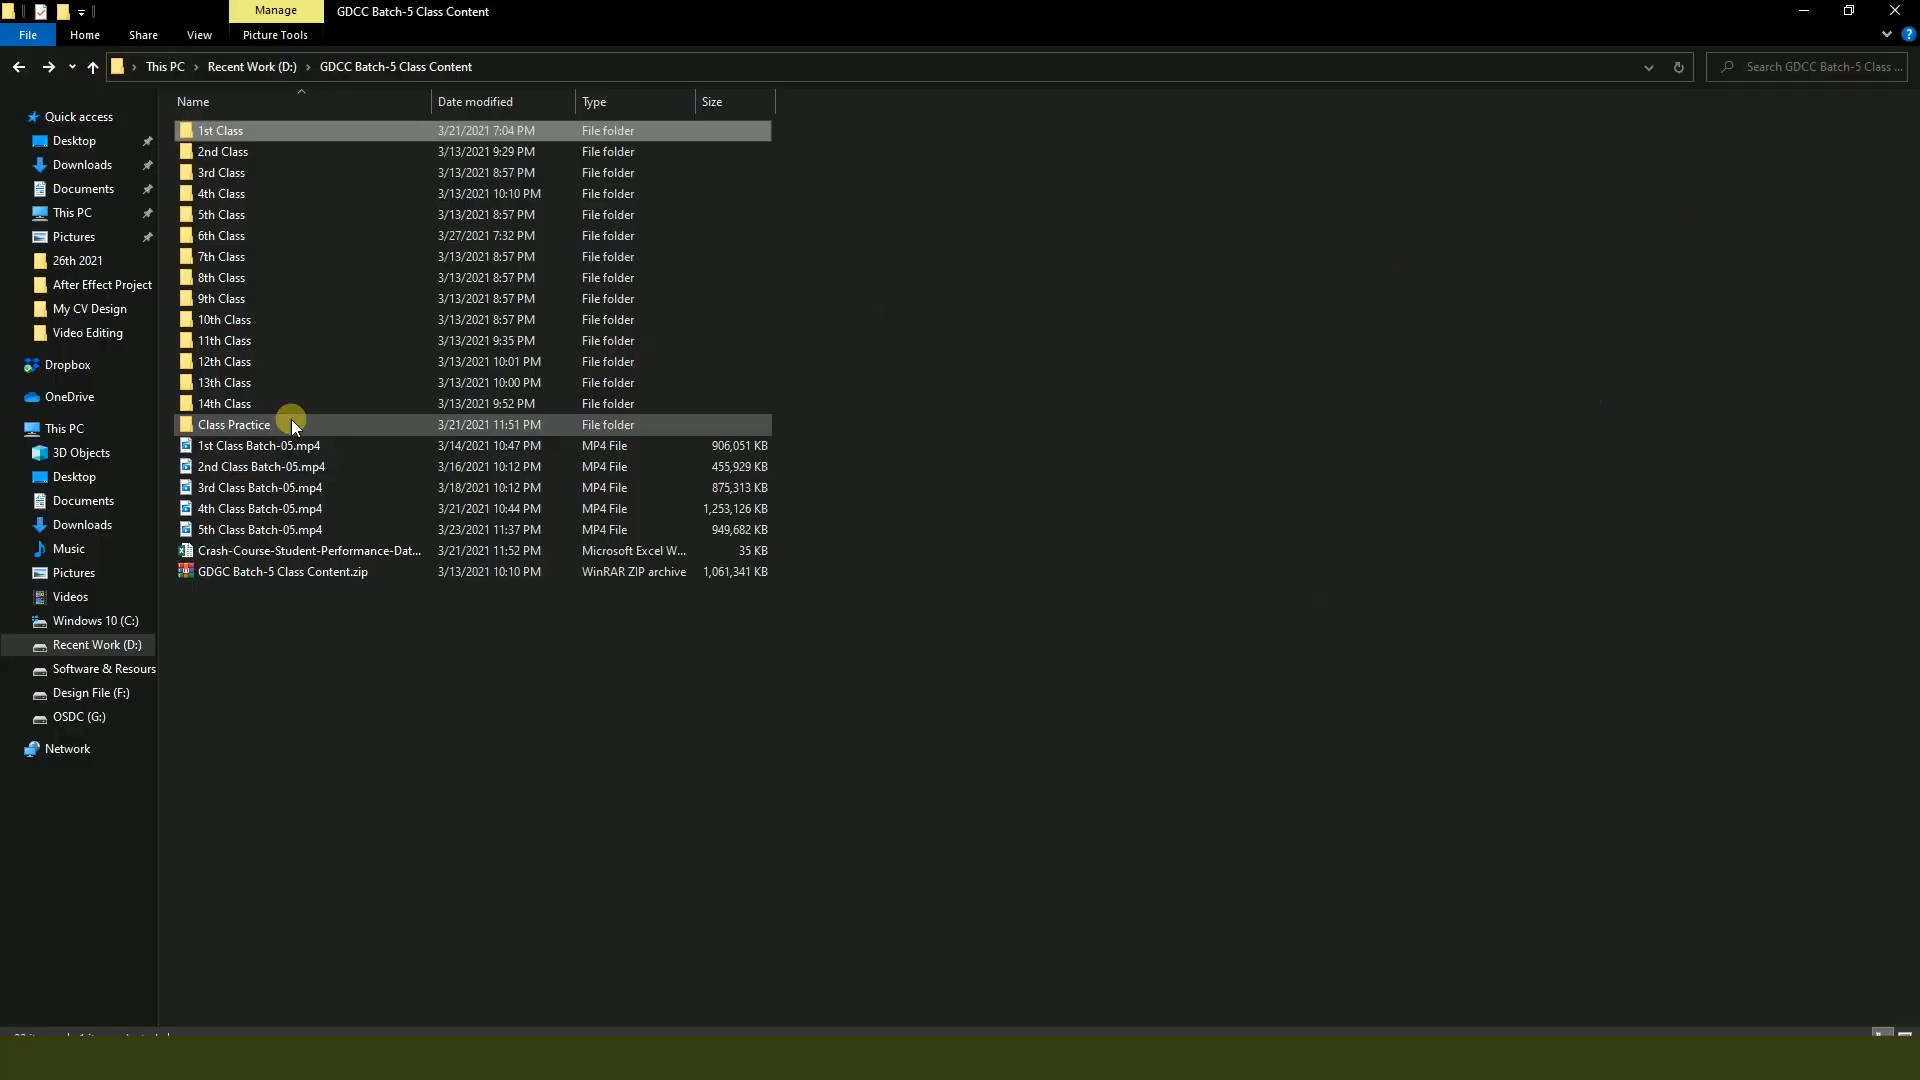 Manage
GDCC Batch-5 Class Content
File
Home
Share
View
Picture Tools
This PC
Recent Work (D:)
GDCC Batch-5 Class Content
Search GDCC Batch-5 Class ...
Name
Date modified
Type
Size
Quick access
Desktop
Downloads
Documents
This PC
Pictures
26th 2021
After Effect Project
My CV Design
Video Editing
Dropbox
OneDrive
This PC
3D Objects
Desktop
Documents
Downloads
Music
Pictures
Videos
Windows 10 (C:)
Recent Work (D:)
Software & Resours
Design File (F:)
OSDC (G:)
Network
1st Class 3/21/2021 7:04 PM File folder
2nd Class 3/13/2021 9:29 PM File folder
3rd Class 3/13/2021 8:57 PM File folder
4th Class 3/13/2021 10:10 PM File folder
5th Class 3/13/2021 8:57 PM File folder
6th Class 3/27/2021 7:32 PM File folder
7th Class 3/13/2021 8:57 PM File folder
8th Class 3/13/2021 8:57 PM File folder
9th Class 3/13/2021 8:57 PM File folder
10th Class 3/13/2021 8:57 PM File folder
11th Class 3/13/2021 9:35 PM File folder
12th Class 3/13/2021 10:01 PM File folder
13th Class 3/13/2021 10:00 PM File folder
14th Class 3/13/2021 9:52 PM File folder
Class Practice 3/21/2021 11:51 PM File folder
1st Class Batch-05.mp4 3/14/2021 10:47 PM MP4 File 906,051 KB
2nd Class Batch-05.mp4 3/16/2021 10:12 PM MP4 File 455,929 KB
3rd Class Batch-05.mp4 3/18/2021 10:12 PM MP4 File 875,313 KB
4th Class Batch-05.mp4 3/21/2021 10:44 PM MP4 File 1,253,126 KB
5th Class Batch-05.mp4 3/23/2021 11:37 PM MP4 File 949,682 KB
Crash-Course-Student-Performance-Dat... 3/21/2021 11:52 PM Microsoft Excel W... 35 KB
GDGC Batch-5 Class Content.zip 3/13/2021 10:10 PM WinRAR ZIP archive 1,061,341 KB